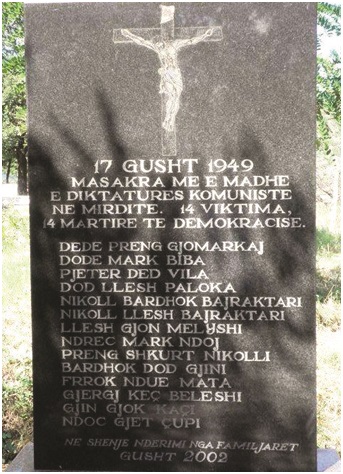 17 GUSHT 1949
MASAKRA ME E MADHE
E DIKTATURES KOMUNISTE
NE MIRDITE. 14 VIKTIMA,
14 MARTIRE TE DEMOKRACISE.
DEDE PRENG GJOMARKAJ
DODE MARK BIBA
PJETER DED VILA
DOD LLESH PALOKA
NIKOLL BARDHOK BAJRAKTARI
NIKOLL LLESH BAJRAKTARI
LLESH GJON MELYSHI
NDREC MARK NDOJ
PRENG SHKURT NIKOLLI
BARDHOK DOD GJINI
FRROK NDUE MATA
GJERGJ KEÇ BELESHI
GJIN GJOK KAÇI
NDOC GJET ÇUPI
NE SHENJE NDERIMI NGA FAMILJARET
GUSHT 2002